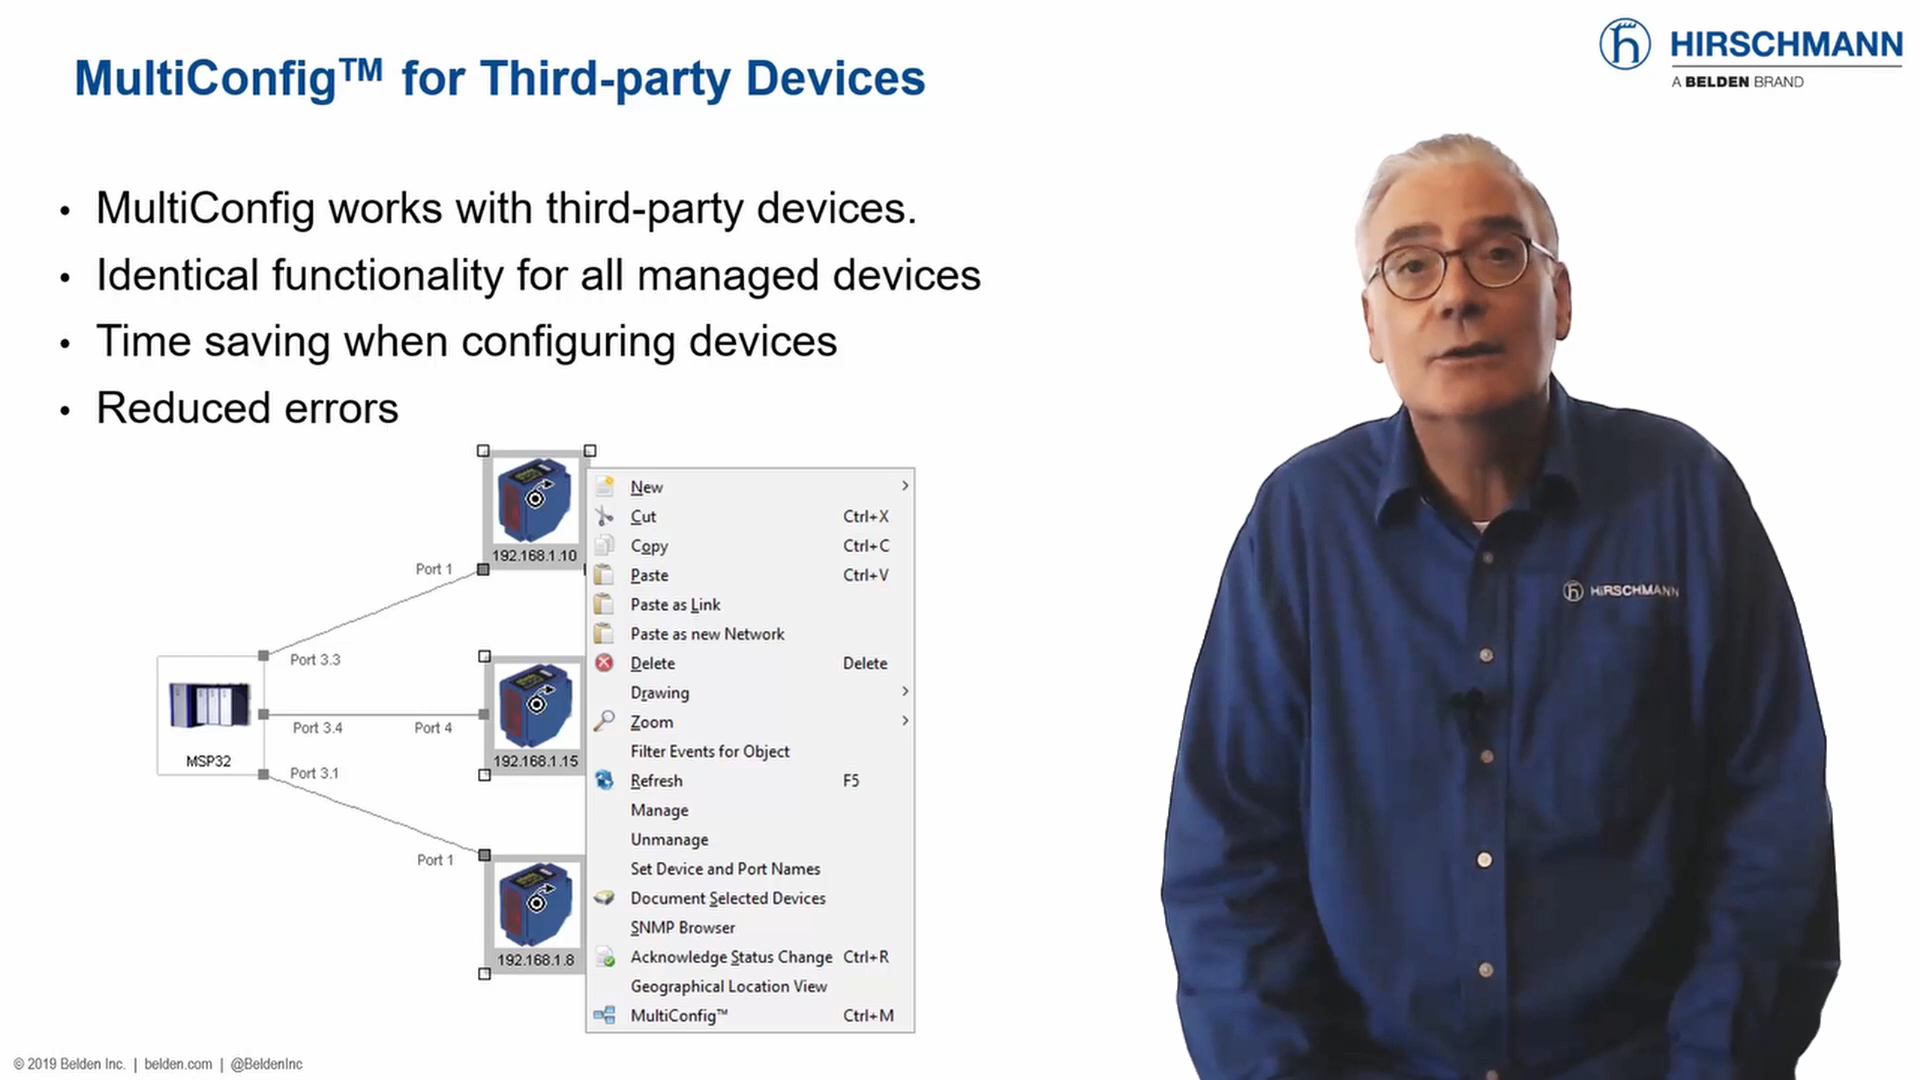 MultiConfig™ for Third-party Devices
HIRSCHMANN
A BELDEN BRAND
• MultiConfig works with third-party devices.
• Identical functionality for all managed devices
• Time saving when configuring devices
• Reduced errors
192.168.1.10
Port 1
Port 3.3
Port 3.4
Port 4
192.168.1.15
MSP32
Port 3.1
Port 1
192.168.1.8
New
Cut Ctrl+X
Copy Ctrl+C
Paste Ctrl+V
Paste as Link
Paste as new Network
Delete Delete
Drawing
Zoom
Filter Events for Object
Refresh F5
Manage
Unmanage
Set Device and Port Names
Document Selected Devices
SNMP Browser
Acknowledge Status Change Ctrl+R
Geographical Location View
MultiConfig™ Ctrl+M
HIRSCHMANN
© 2019 Belden Inc. | belden.com | @BeldenInc